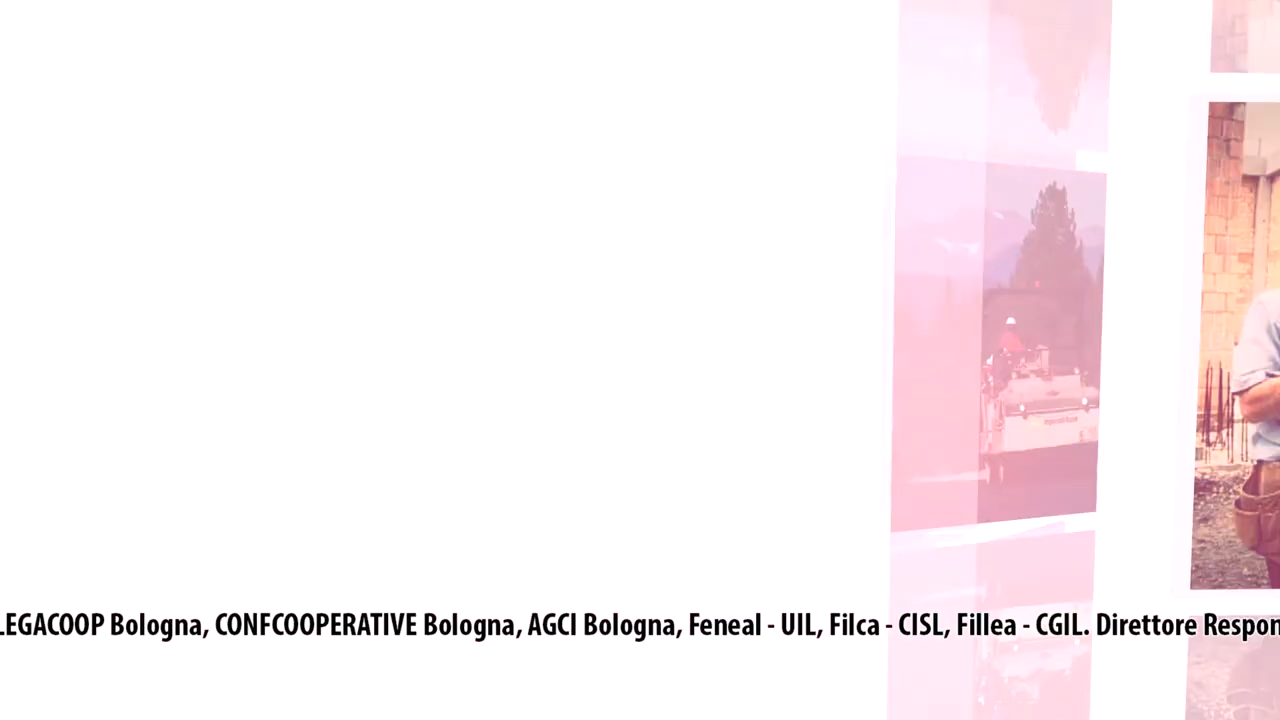 LEGACOOP Bologna, CONFCOOPERATIVE Bologna, AGCI Bologna, Feneal - UIL, Filca - CISL, Fillea - CGIL. Direttore Respon